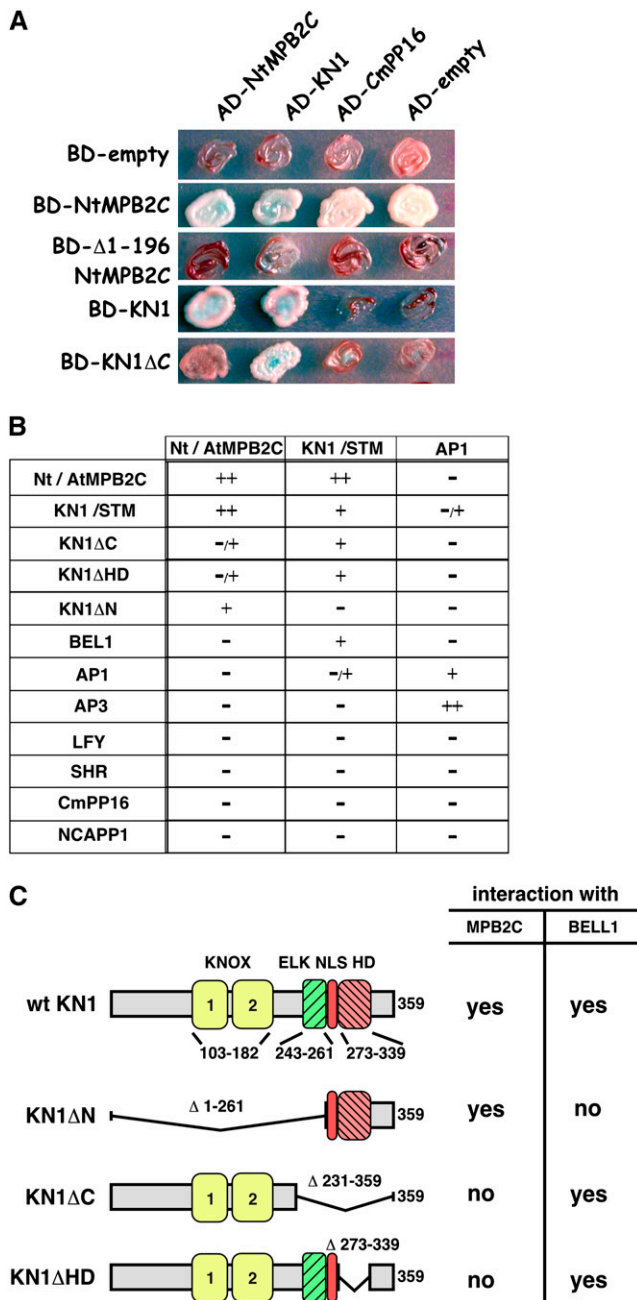 A
AD-NtMPB2C AD-KN1 AD-CmPP16 AD-empty
BD-empty
BD-NtMPB2C
BD-Δ1-196
NtMPB2C
BD-KN1
BD-KN1ΔC
B
Nt / AtMPB2C KN1 /STM AP1
Nt / AtMPB2C ++ ++ -
KN1 /STM ++ + -/+
KN1ΔC -/+ + -
KN1ΔHD -/+ + -
KN1ΔN + - -
BEL1 - + -
AP1 - -/+ +
AP3 - - ++
LFY - - -
SHR - - -
CmPP16 - - -
NCAPP1 - - -
C
interaction with
MPB2C BELL1
KNOX ELK NLS HD
wt KN1 1 2 359 yes yes
103-182 243-261 273-339
Δ 1-261
KN1ΔN 359 yes no
Δ 231-359
KN1ΔC 1 2 359 no yes
Δ 273-339
KN1ΔHD 1 2 359 no yes